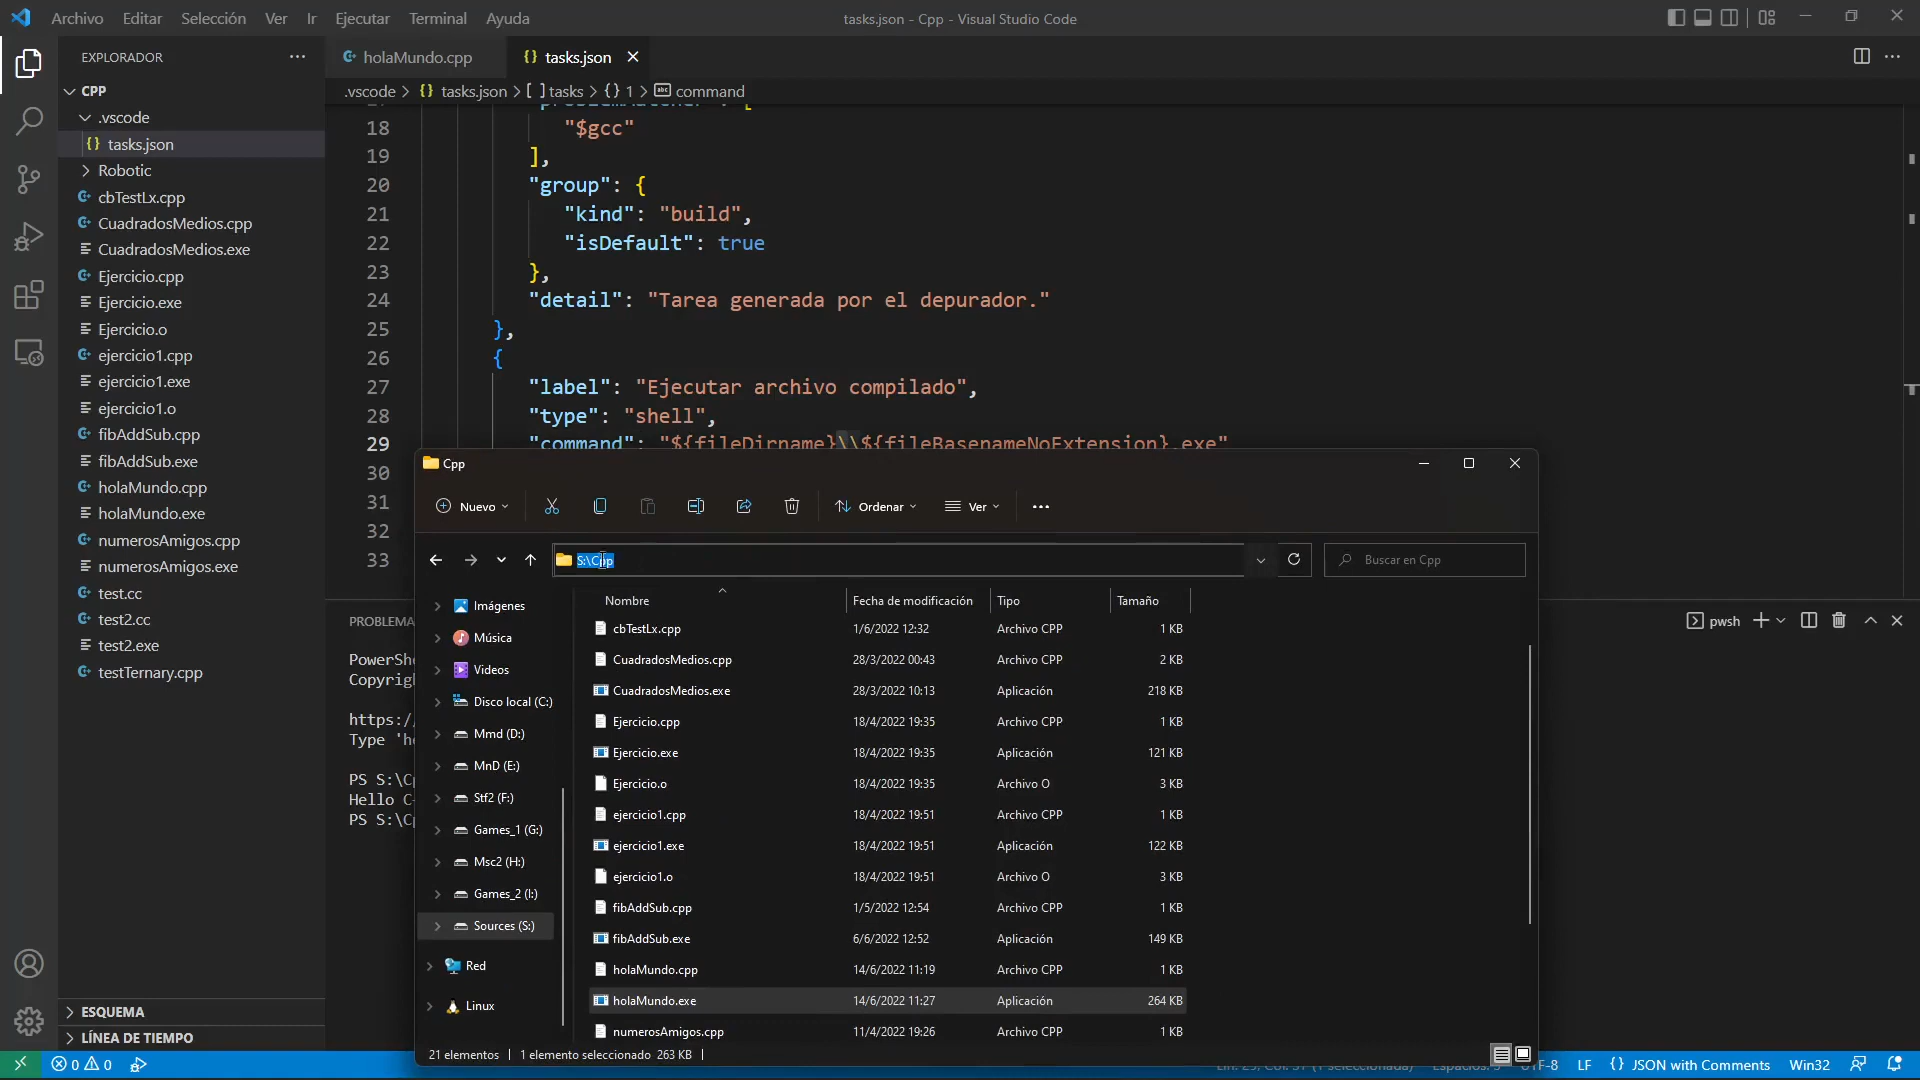 Archivo Editar Selección Ver Ir Ejecutar Terminal Ayuda
tasks.json - Cpp - Visual Studio Code
EXPLORADOR
holaMundo.cpp
{} tasks.json
CPP
.vscode
{} tasks.json
Robotic
cbTestLx.cpp
CuadradosMedios.cpp
CuadradosMedios.exe
Ejercicio.cpp
Ejercicio.exe
Ejercicio.o
ejercicio1.cpp
ejercicio1.exe
ejercicio1.o
fibAddSub.cpp
fibAddSub.exe
holaMundo.cpp
holaMundo.exe
numerosAmigos.cpp
numerosAmigos.exe
test.cc
test2.cc
test2.exe
testTernary.cpp
ESQUEMA
LÍNEA DE TIEMPO
.vscode > {} tasks.json > [ ] tasks > {} 1 > command
18 "$gcc"
19 ],
20 "group": {
21 "kind": "build",
22 "isDefault": true
23 },
24 "detail": "Tarea generada por el depurador."
25 },
26 {
27 "label": "Ejecutar archivo compilado",
28 "type": "shell",
29 "command": "${fileDirname}\\${fileBasenameNoExtension}.exe"
30
31
32
33
PROBLEMA
pwsh
PowerShe
Copyrigh
https:/
Type 'he
PS S:\C
Hello C
PS S:\C
Cpp
Nuevo
Ordenar
Ver
S:\Cpp
Buscar en Cpp
Imágenes
Música
Videos
Disco local (C:)
Mmd (D:)
MnD (E:)
Stf2 (F:)
Games_1 (G:)
Msc2 (H:)
Games_2 (I:)
Sources (S:)
Red
Linux
Nombre Fecha de modificación Tipo Tamaño
cbTestLx.cpp 1/6/2022 12:32 Archivo CPP 1 KB
CuadradosMedios.cpp 28/3/2022 00:43 Archivo CPP 2 KB
CuadradosMedios.exe 28/3/2022 10:13 Aplicación 218 KB
Ejercicio.cpp 18/4/2022 19:35 Archivo CPP 1 KB
Ejercicio.exe 18/4/2022 19:35 Aplicación 121 KB
Ejercicio.o 18/4/2022 19:35 Archivo O 3 KB
ejercicio1.cpp 18/4/2022 19:51 Archivo CPP 1 KB
ejercicio1.exe 18/4/2022 19:51 Aplicación 122 KB
ejercicio1.o 18/4/2022 19:51 Archivo O 3 KB
fibAddSub.cpp 1/5/2022 12:54 Archivo CPP 1 KB
fibAddSub.exe 6/6/2022 12:52 Aplicación 149 KB
holaMundo.cpp 14/6/2022 11:19 Archivo CPP 1 KB
holaMundo.exe 14/6/2022 11:27 Aplicación 264 KB
numerosAmigos.cpp 11/4/2022 19:26 Archivo CPP 1 KB
21 elementos | 1 elemento seleccionado 263 KB |
0 0
LF {} JSON with Comments Win32